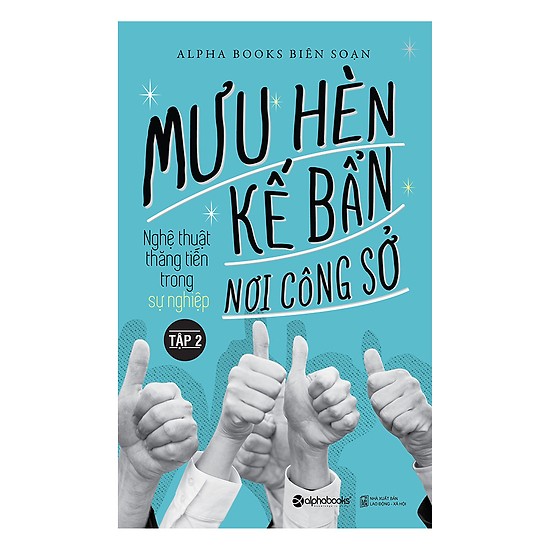 ALPHA BOOKS BIÊN SOẠN
MƯU HÈN
KẾ BẨN
NƠI CÔNG SỞ
Nghệ thuật
thăng tiến
trong
sự nghiệp
TẬP 2
alphabooks
NHÀ XUẤT BẢN
LAO ĐỘNG - XÃ HỘI